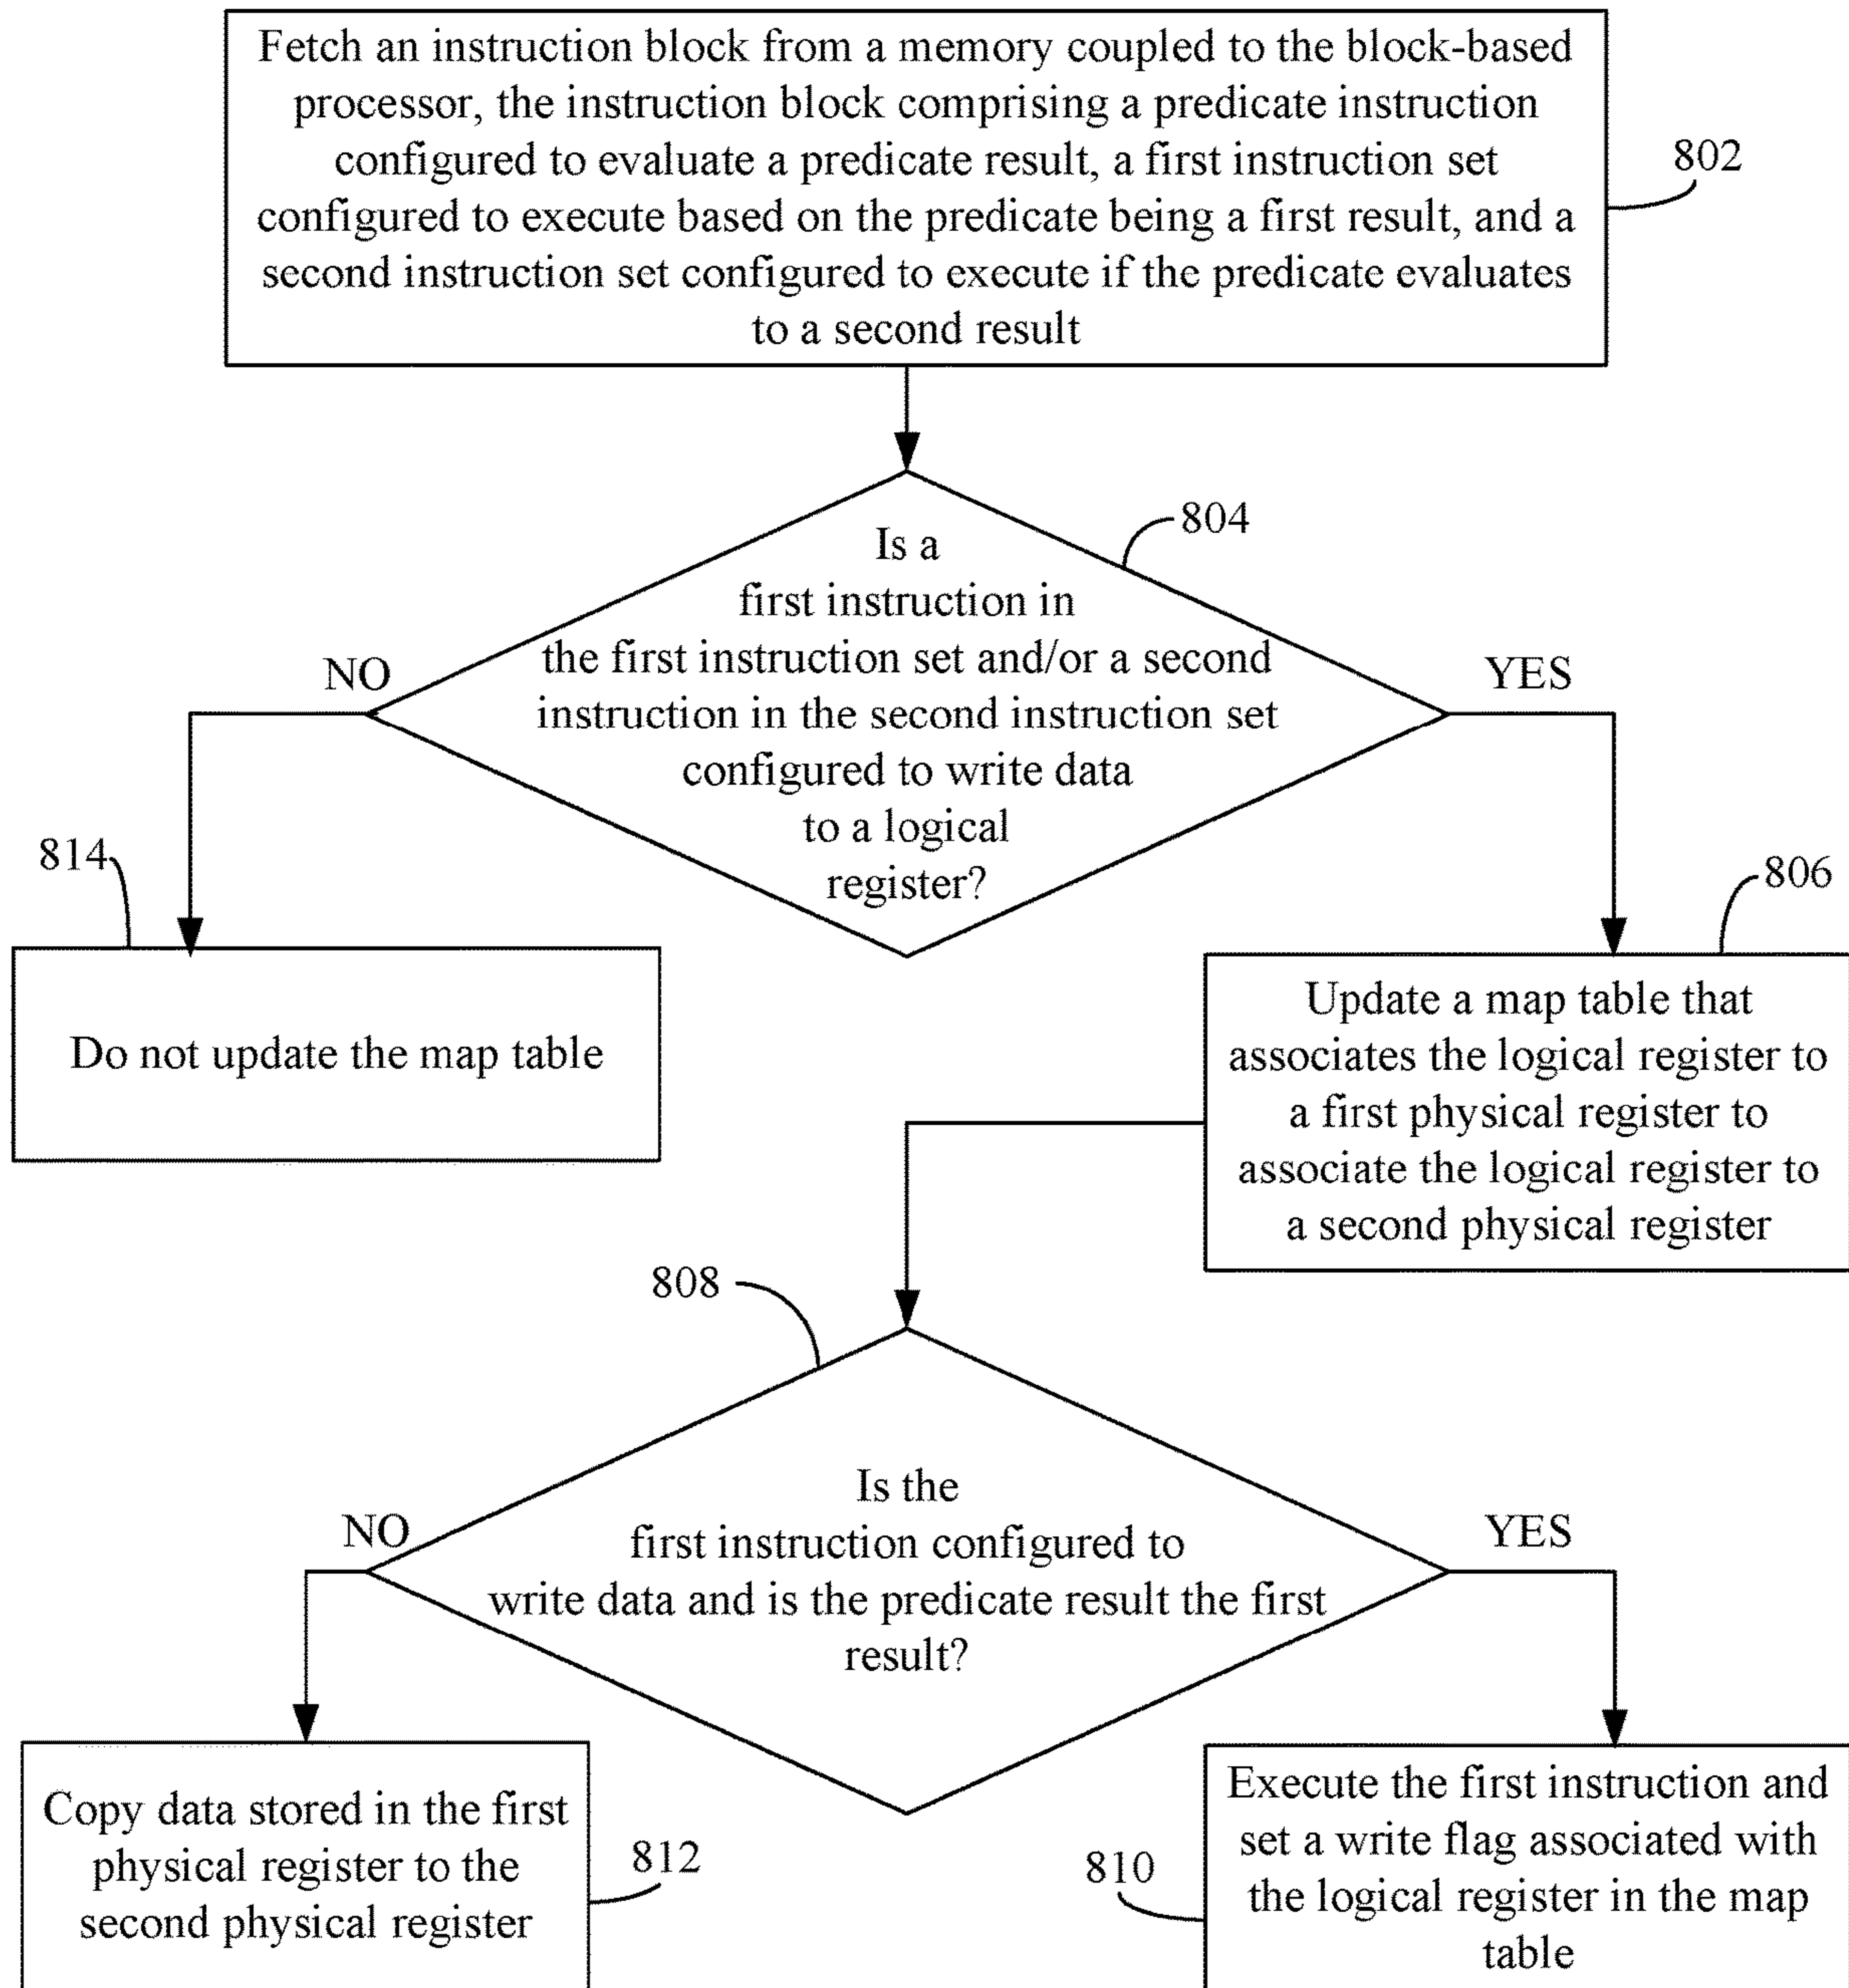 Fetch an instruction block from a memory coupled to the block-based
processor, the instruction block comprising a predicate instruction
configured to evaluate a predicate result, a first instruction set
configured to execute based on the predicate being a first result, and a
second instruction set configured to execute if the predicate evaluates
to a second result
802
804
Is a
first instruction in
the first instruction set and/or a second
instruction in the second instruction set
configured to write data
to a logical
register?
NO
YES
814
Do not update the map table
806
Update a map table that
associates the logical register to
a first physical register to
associate the logical register to
a second physical register
808
Is the
first instruction configured to
write data and is the predicate result the first
result?
NO
YES
Copy data stored in the first
physical register to the
second physical register
812
810
Execute the first instruction and
set a write flag associated with
the logical register in the map
table